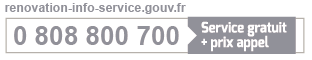 renovation-info-service.gouv.fr
0 808 800 700
Service gratuit
+ prix appel